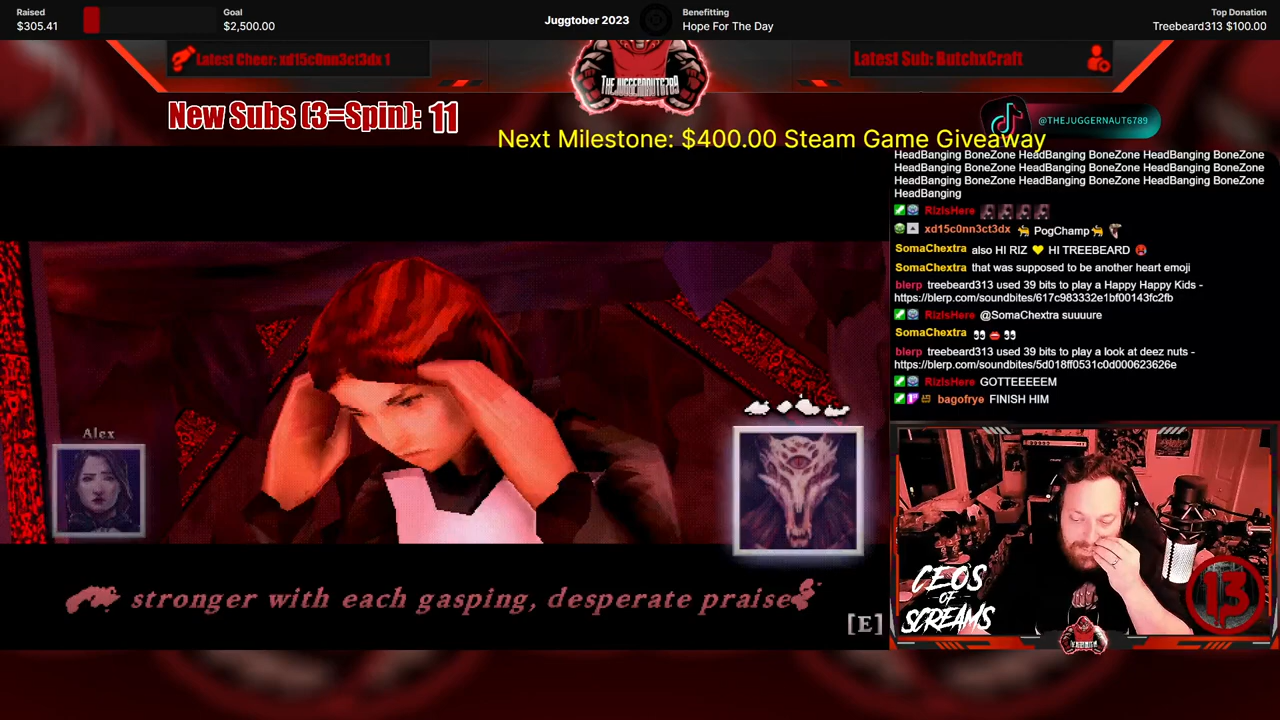 Raised
$305.41
Goal
$2,500.00
Juggtober 2023
Benefitting
Hope For The Day
Top Donation
Treebeard313 $100.00
Latest Cheer: xd15c0nn3ct3dx 1
THEJUGGERNAUT6789
Latest Sub: ButchxCraft
New Subs (3=Spin): 11
@THEJUGGERNAUT6789
Next Milestone: $400.00 Steam Game Giveaway
HeadBanging BoneZone HeadBanging BoneZone HeadBanging BoneZone
HeadBanging BoneZone HeadBanging BoneZone HeadBanging BoneZone
HeadBanging BoneZone HeadBanging BoneZone HeadBanging BoneZone
HeadBanging
RizIsHere
xd15c0nn3ct3dx PogChamp
SomaChextra also HI RIZ 💛 HI TREEBEARD
SomaChextra that was supposed to be another heart emoji
blerp treebeard313 used 39 bits to play a Happy Happy Kids -
https://blerp.com/soundbites/617c983332e1bf00143fc2fb
RizIsHere @SomaChextra suuuure
SomaChextra 👀 👄 👀
blerp treebeard313 used 39 bits to play a look at deez nuts -
https://blerp.com/soundbites/5d018ff0531c0d000623626e
RizIsHere GOTTEEEEEM
bagofrye FINISH HIM
Alex
stronger with each gasping, desperate praise
[E]
CEOS
OF
SCREAMS
13